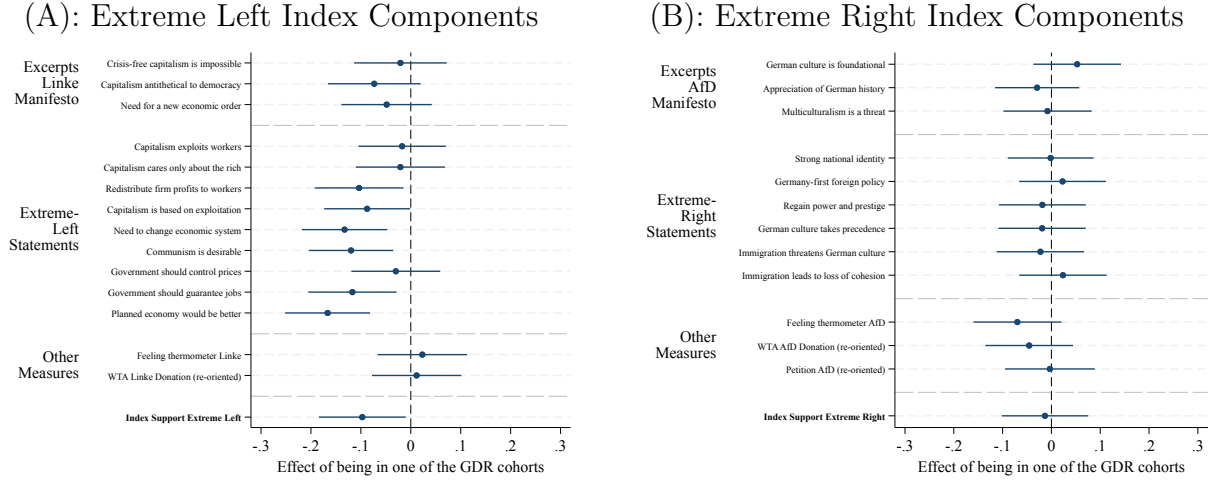 (A): Extreme Left Index Components
Excerpts
Linke
Manifesto
Crisis-free capitalism is impossible
Capitalism antithetical to democracy
Need for a new economic order
Extreme-
Left
Statements
Capitalism exploits workers
Capitalism cares only about the rich
Redistribute firm profits to workers
Capitalism is based on exploitation
Need to change economic system
Communism is desirable
Government should control prices
Government should guarantee jobs
Planned economy would be better
Other
Measures
Feeling thermometer Linke
WTA Linke Donation (re-oriented)
Index Support Extreme Left
-.3 -.2 -.1 0 .1 .2 .3
Effect of being in one of the GDR cohorts
(B): Extreme Right Index Components
Excerpts
AfD
Manifesto
German culture is foundational
Appreciation of German history
Multiculturalism is a threat
Extreme-
Right
Statements
Strong national identity
Germany-first foreign policy
Regain power and prestige
German culture takes precedence
Immigration threatens German culture
Immigration leads to loss of cohesion
Other
Measures
Feeling thermometer AfD
WTA AfD Donation (re-oriented)
Petition AfD (re-oriented)
Index Support Extreme Right
-.3 -.2 -.1 0 .1 .2 .3
Effect of being in one of the GDR cohorts